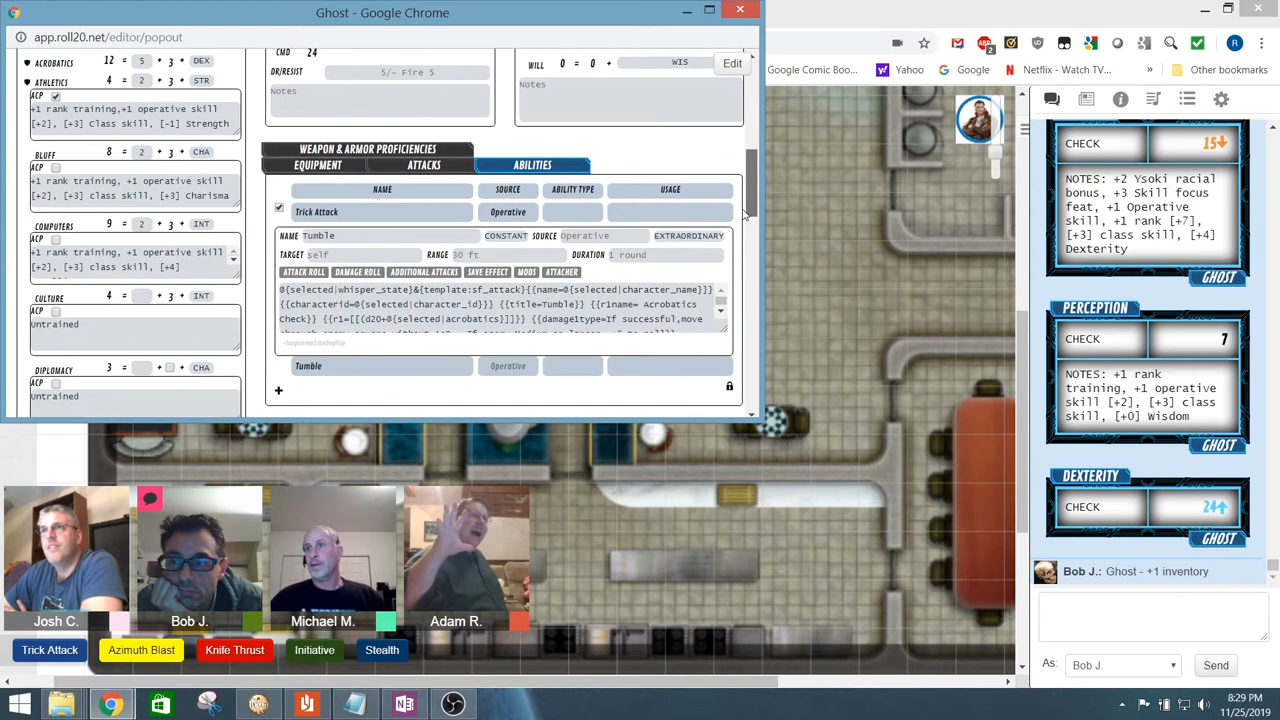 Ghost - Google Chrome
app.roll20.net/editor/popout
ACROBATICS 12 = 5 + 3 + DEX
ATHLETICS 4 = 2 + 3 + STR
ACP
+1 rank training,+1 operative skill
[+2], [+3] class skill, [-1] Strength
BLUFF 8 = 2 + 3 + CHA
ACP
+1 rank training, +1 operative skill
[+2], [+3] class skill, [+3] Charisma
COMPUTERS 9 = 2 + 3 + INT
ACP
+1 rank training, +1 operative skill
[+2], [+3] class skill, [+4]
CULTURE 4 = + 3 + INT
ACP
Untrained
DIPLOMACY 3 = + + CHA
ACP
Untrained
CMD 24
DR/RESIST 5/- Fire 5
Notes
WILL 0 = 0 + WIS
Edit
Notes
WEAPON & ARMOR PROFICIENCIES
EQUIPMENT ATTACKS ABILITIES
NAME SOURCE ABILITY TYPE USAGE
Trick Attack Operative
NAME Tumble CONSTANT SOURCE Operative EXTRAORDINARY
TARGET self RANGE 30 ft DURATION 1 round
ATTACK ROLL DAMAGE ROLL ADDITIONAL ATTACKS SAVE EFFECT MODS ATTACHER
@{selected|whisper_state}&{template:sf_attack}{{name=@{selected|character_name}}}
{{characterid=@{selected|character_id}}} {{title=Tumble}} {{r1name= Acrobatics
check}} {{r1=[[ acrobatics]]}} {{damage1type=If successful,move
Tumble Operative
+
Google Comic Boo...
Yahoo
Google
Netflix - Watch TV...
»
Other bookmarks
CHECK 15
NOTES: +2 Ysoki racial
bonus, +3 Skill focus
feat, +1 Operative
skill, +1 rank [+7],
[+3] class skill, [+4]
Dexterity
GHOST
PERCEPTION
CHECK 7
NOTES: +1 rank
training, +1 operative
skill [+2], [+3] class
skill, [+0] Wisdom
GHOST
DEXTERITY
CHECK 24
GHOST
Bob J.: Ghost - +1 inventory
As: Bob J. Send
Josh C.
Bob J.
Michael M.
Adam R.
Trick Attack
Azimuth Blast
Knife Thrust
Initiative
Stealth
8:29 PM
11/25/2019